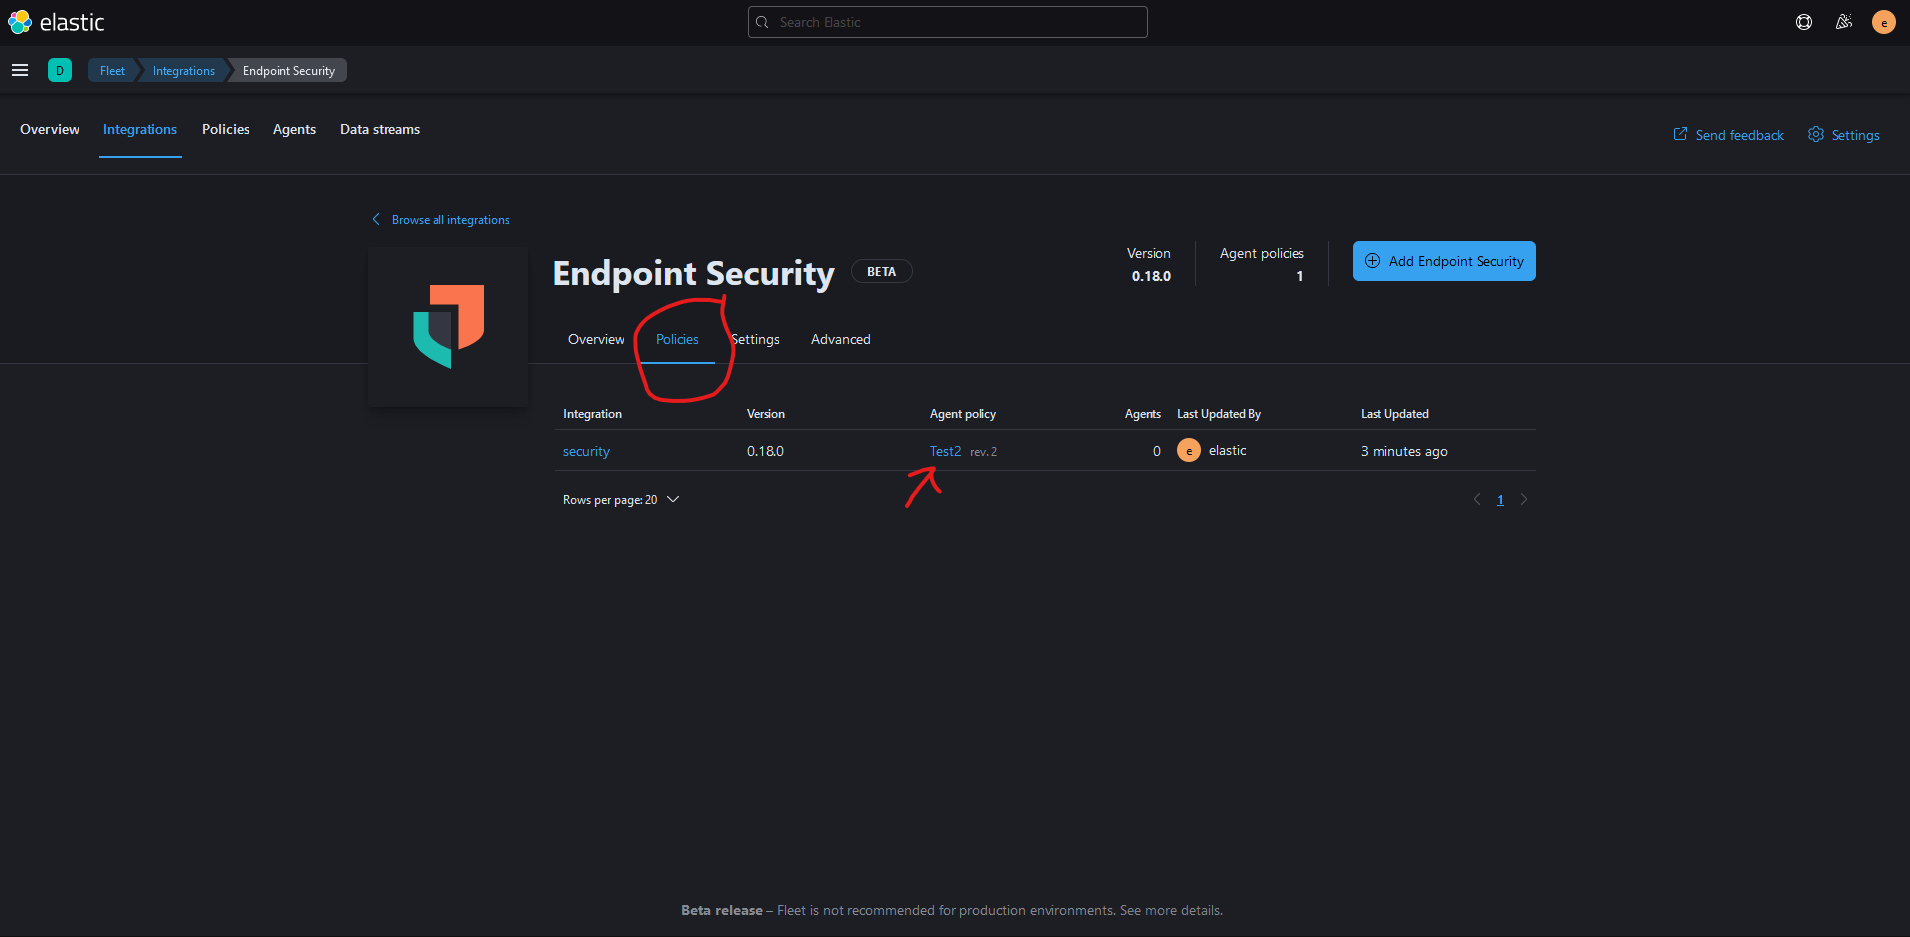 elastic
Search Elastic
e
D
Fleet
Integrations
Endpoint Security
Overview
Integrations
Policies
Agents
Data streams
Send feedback
Settings
Browse all integrations
Endpoint Security
BETA
Version
0.18.0
Agent policies
1
Add Endpoint Security
Overview
Policies
Settings
Advanced
Integration Version Agent policy Agents Last Updated By Last Updated
security 0.18.0 Test2 rev. 2 0 e elastic 3 minutes ago
Rows per page: 20
1
Beta release – Fleet is not recommended for production environments. See more details.